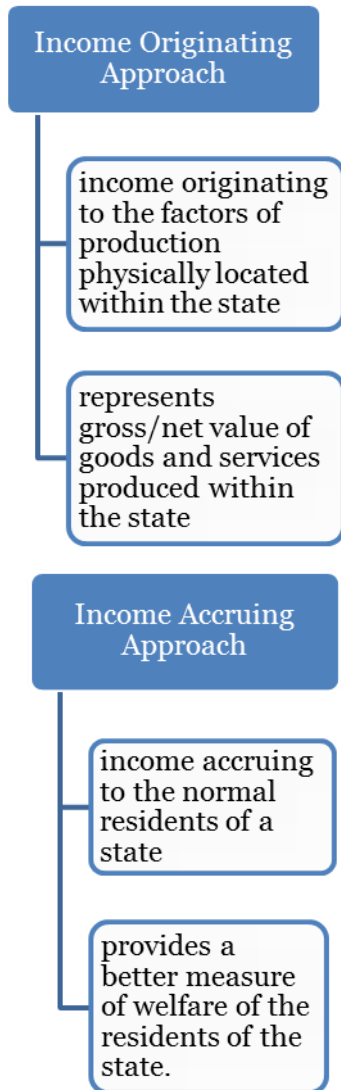 Income Originating
Approach
income originating
to the factors of
production
physically located
within the state
represents
gross/net value of
goods and services
produced within
the state
Income Accruing
Approach
income accruing
to the normal
residents of a
state
provides a
better measure
of welfare of the
residents of the
state.